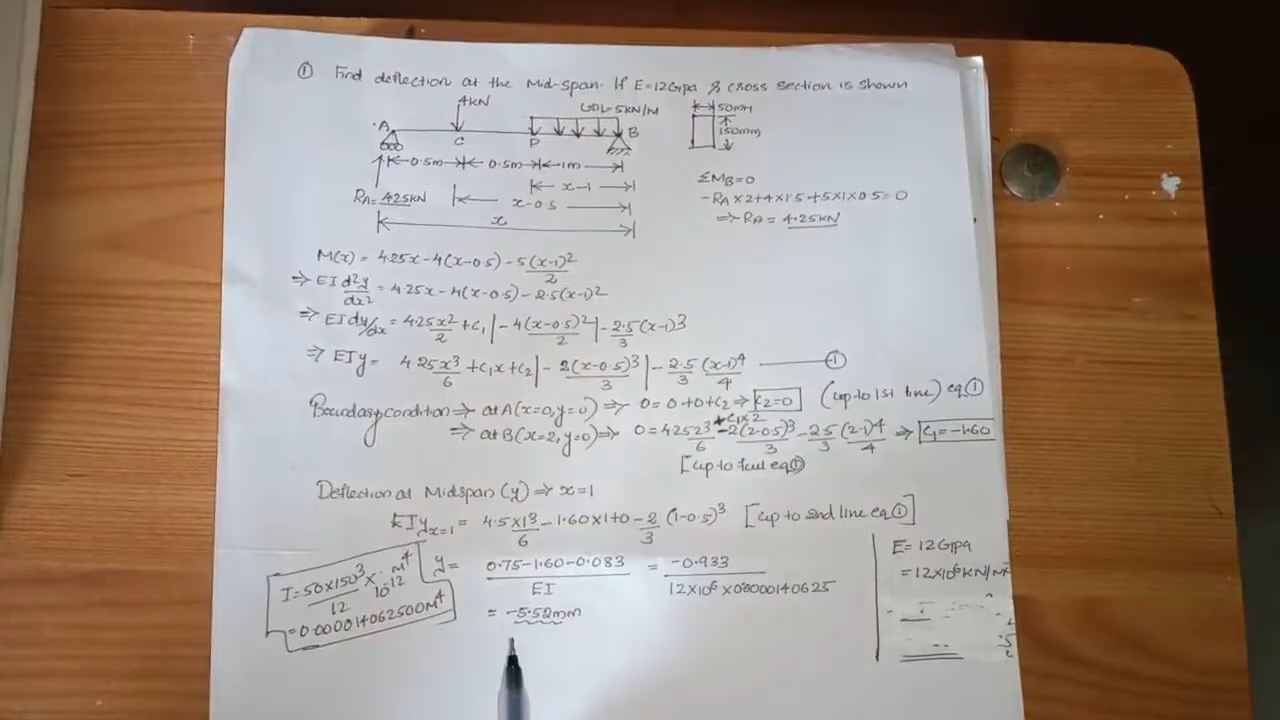 ① Find deflection at the Mid-span. If E=12Gpa & cross section is shown
4KN
UDL=5KN/M
50MM
150mm
A C D B
0.5m 0.5m 1m
x-1
x-0.5
x
RA=4.25KN
ΣMB=0
-RA×2+4×1.5+5×1×0.5=0
⇒ RA = 4.25KN
M(x) = 4.25x-4(x-0.5)-5(x-1)²/2
⇒ EI d²y/dx² = 4.25x-4(x-0.5)-2.5(x-1)²
⇒ EI dy/dx = 4.25x²/2 +C1|-4(x-0.5)²/2|-2.5/3(x-1)3
⇒ EIy= 4.25x³/6 +C1x+C2|-2(x-0.5)³/3|-2.5/3 (x-1)4/4 ①
Boundary condition ⇒ at A(x=0,y=0) ⇒ 0=0+0+C2 ⇒ C2=0 (up to 1st line) eq①
⇒ at B(x=2,y=0) ⇒ 0=4.25×2³/6 +C1×2 -2(2-0.5)³/3 -2.5/3 (2-1)4/4 ⇒ C1=-1.60
[up to full eq①]
Deflection at Midspan (y) ⇒ x=1
EIy x=1 = 4.5×1³/6 -1.60×1+0-2/3 (1-0.5)³ [up to 2nd line eq①]
y= 0.75-1.60-0.083/EI = -0.933/12×10⁶×0.0000140625
= -5.52mm
I=50×150³/12 × M⁴/10¹²
=0.000014062500M⁴
E=12Gpa
=12×10⁶KN/M²